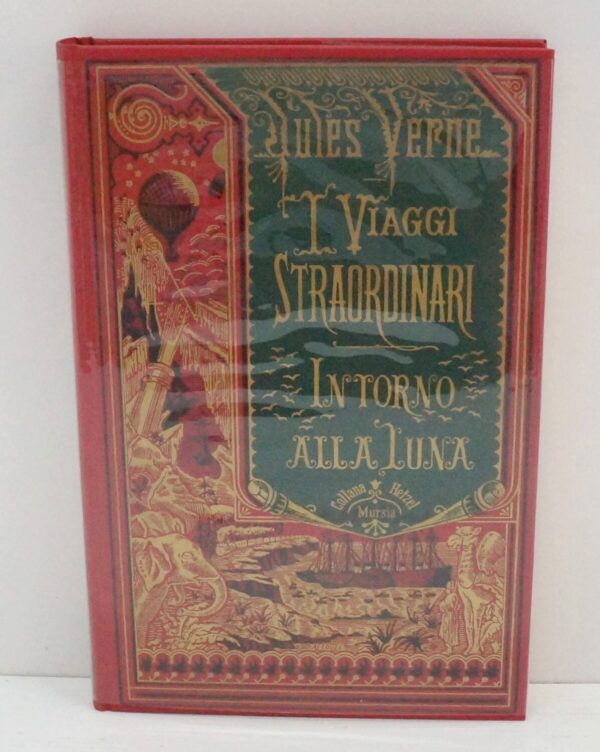 Jules Verne
I Viaggi
Straordinari
Intorno
alla Luna
Collana Hetzel
Mursia